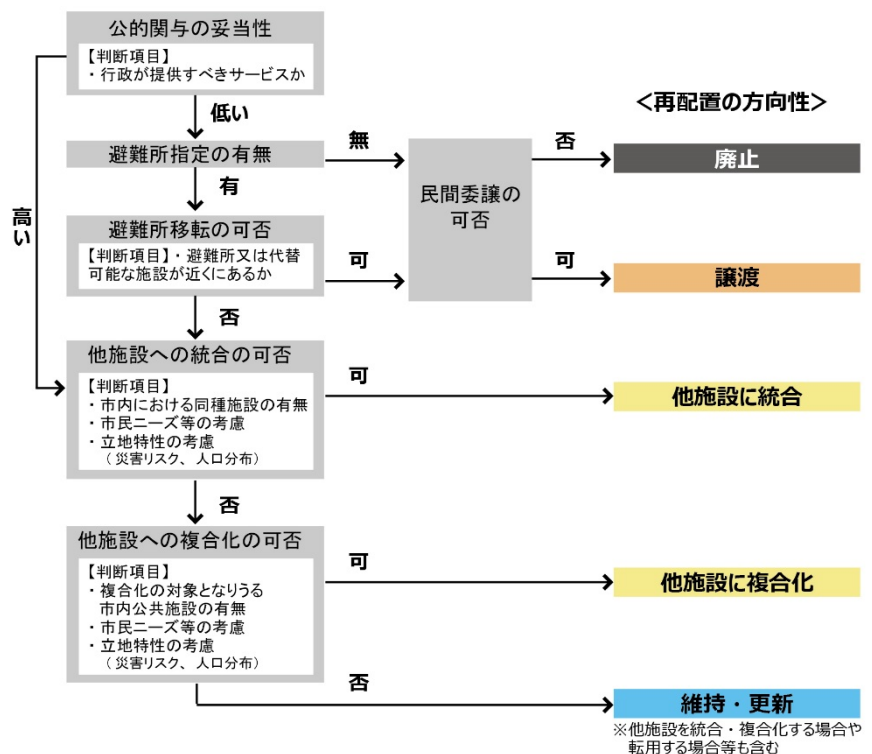 公的関与の妥当性
【判断項目】
・行政が提供すべきサービスか
低い
高い
<再配置の方向性>
避難所指定の有無
無
有
民間委譲の
可否
否
廃止
避難所移転の可否
【判断項目】・避難所又は代替
可能な施設が近くにあるか
可
可
譲渡
否
他施設への統合の可否
【判断項目】
・市内における同種施設の有無
・市民ニーズ等の考慮
・立地特性の考慮
（災害リスク、人口分布）
可
他施設に統合
否
他施設への複合化の可否
【判断項目】
・複合化の対象となりうる
市内公共施設の有無
・市民ニーズ等の考慮
・立地特性の考慮
（災害リスク、人口分布）
可
他施設に複合化
否
維持・更新
※他施設を統合・複合化する場合や
転用する場合等も含む